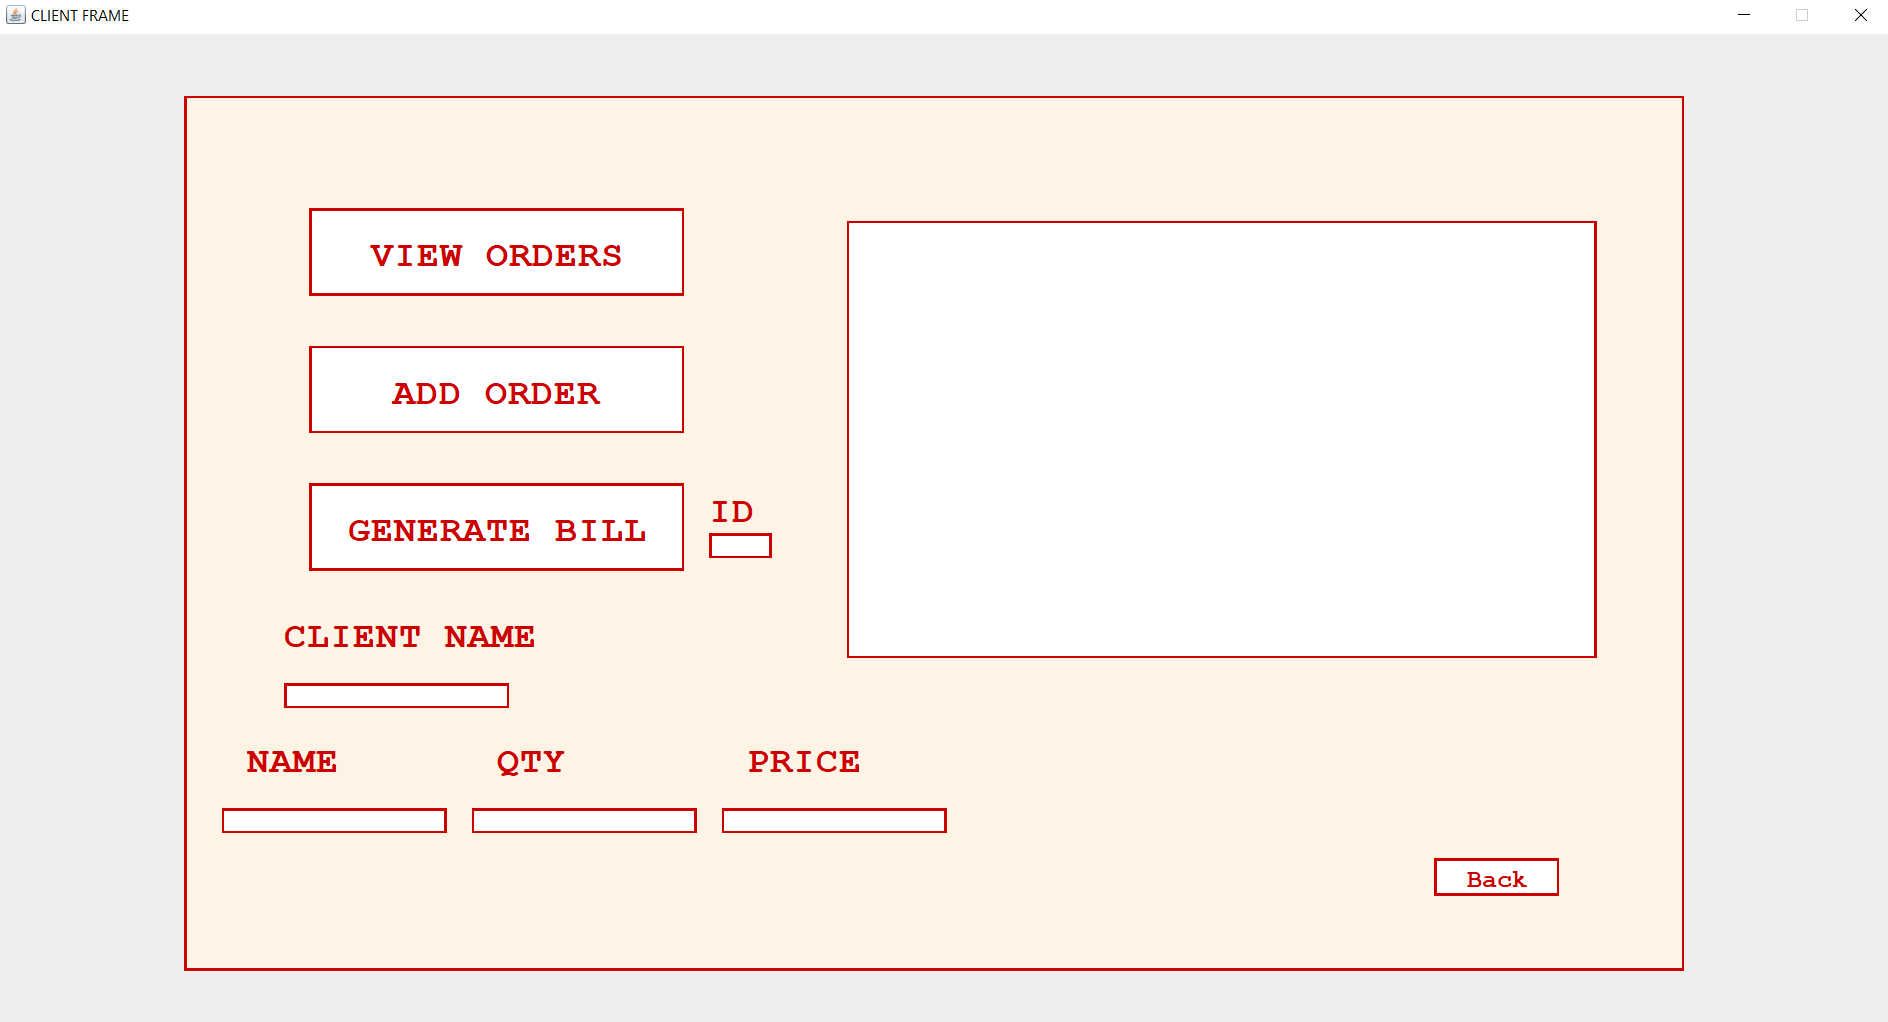 CLIENT FRAME
VIEW ORDERS
ADD ORDER
GENERATE BILL
ID
CLIENT NAME
NAME QTY PRICE
Back